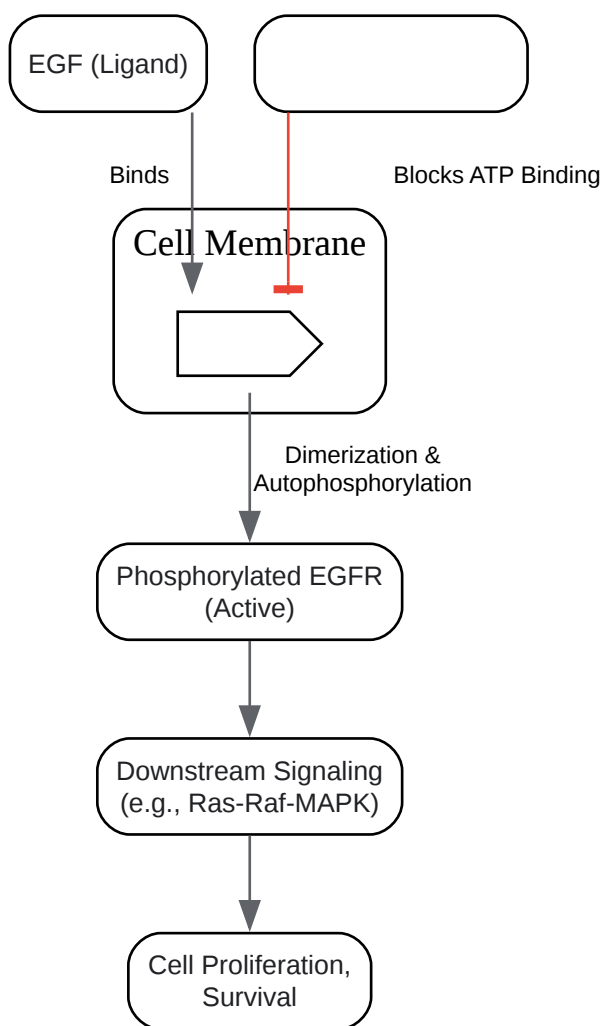 EGF (Ligand)
Binds
Blocks ATP Binding
Cell Membrane
Dimerization &
Autophosphorylation
Phosphorylated EGFR
(Active)
Downstream Signaling
(e.g., Ras-Raf-MAPK)
Cell Proliferation,
Survival